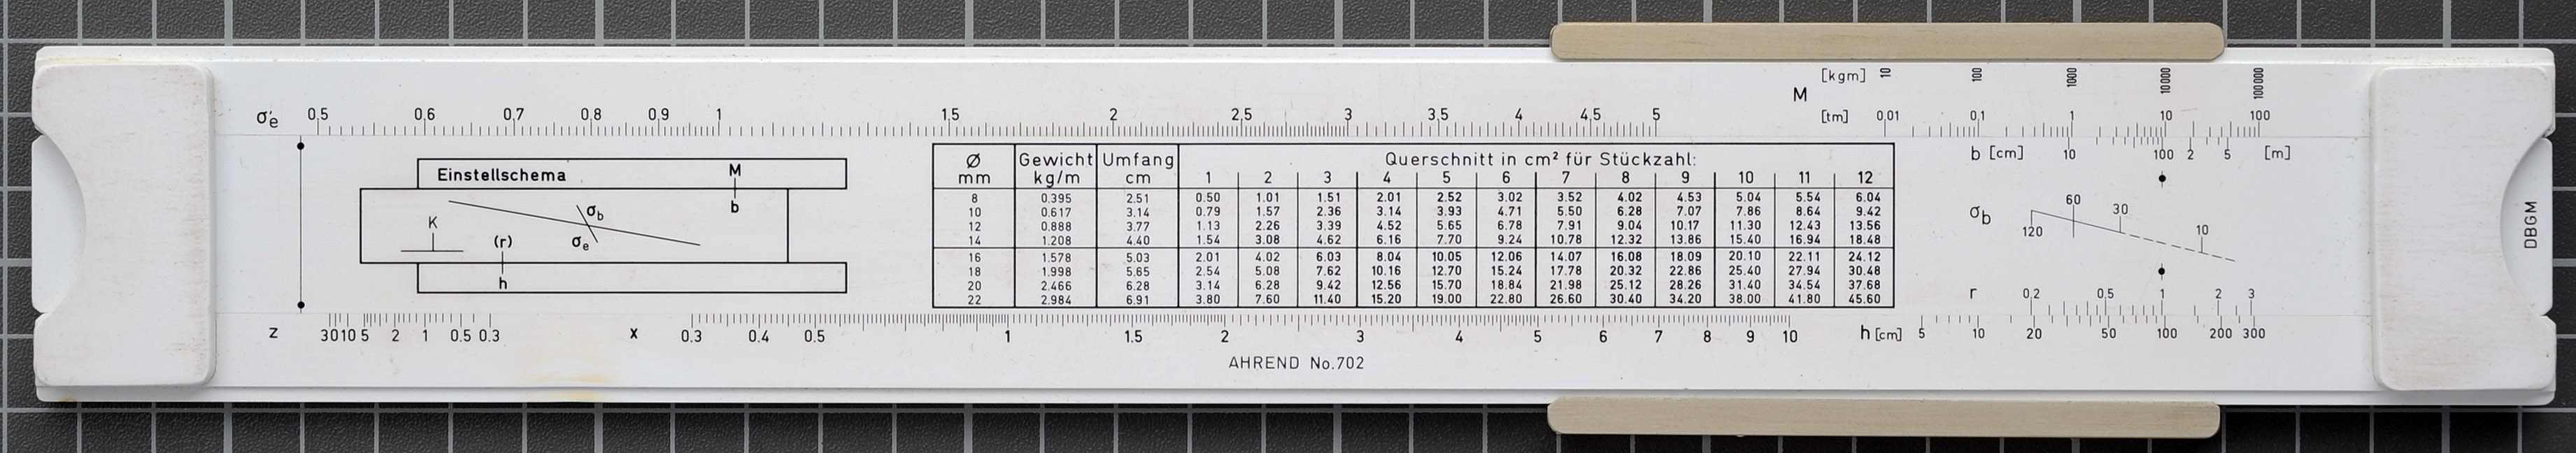 [kgm] 10 100 1000 10000 100000
M
σ'e 0,5 0,6 0,7 0,8 0,9 1 1,5 2 2,5 3 3,5 4 4,5 5 [tm] 0,01 0,1 1 10 100
b [cm] 10 100 2 5 [m]
Einstellschema M
b
σb
σe
K
(r)
h
Ø Gewicht Umfang Querschnitt in cm² für Stückzahl:
mm kg/m cm 1 2 3 4 5 6 7 8 9 10 11 12
8 0.395 2.51 0.50 1.01 1.51 2.01 2.52 3.02 3.52 4.02 4.53 5.04 5.54 6.04
10 0.617 3.14 0.79 1.57 2.36 3.14 3.93 4.71 5.50 6.28 7.07 7.86 8.64 9.42
12 0.888 3.77 1.13 2.26 3.39 4.52 5.65 6.78 7.91 9.04 10.17 11.30 12.43 13.56
14 1.208 4.40 1.54 3.08 4.62 6.16 7.70 9.24 10.78 12.32 13.86 15.40 16.94 18.48
16 1.578 5.03 2.01 4.02 6.03 8.04 10.05 12.06 14.07 16.08 18.09 20.10 22.11 24.12
18 1.998 5.65 2.54 5.08 7.62 10.16 12.70 15.24 17.78 20.32 22.86 25.40 27.94 30.48
20 2.466 6.28 3.14 6.28 9.42 12.56 15.70 18.84 21.98 25.12 28.26 31.40 34.54 37.68
22 2.984 6.91 3.80 7.60 11.40 15.20 19.00 22.80 26.60 30.40 34.20 38.00 41.80 45.60
σb 120 60 30 10
r 0,2 0,5 1 2 3
z 30 10 5 2 1 0.5 0.3 x 0.3 0.4 0.5 1 1.5 2 3 4 5 6 7 8 9 10 h [cm] 5 10 20 50 100 200 300
AHREND No.702
DBGM